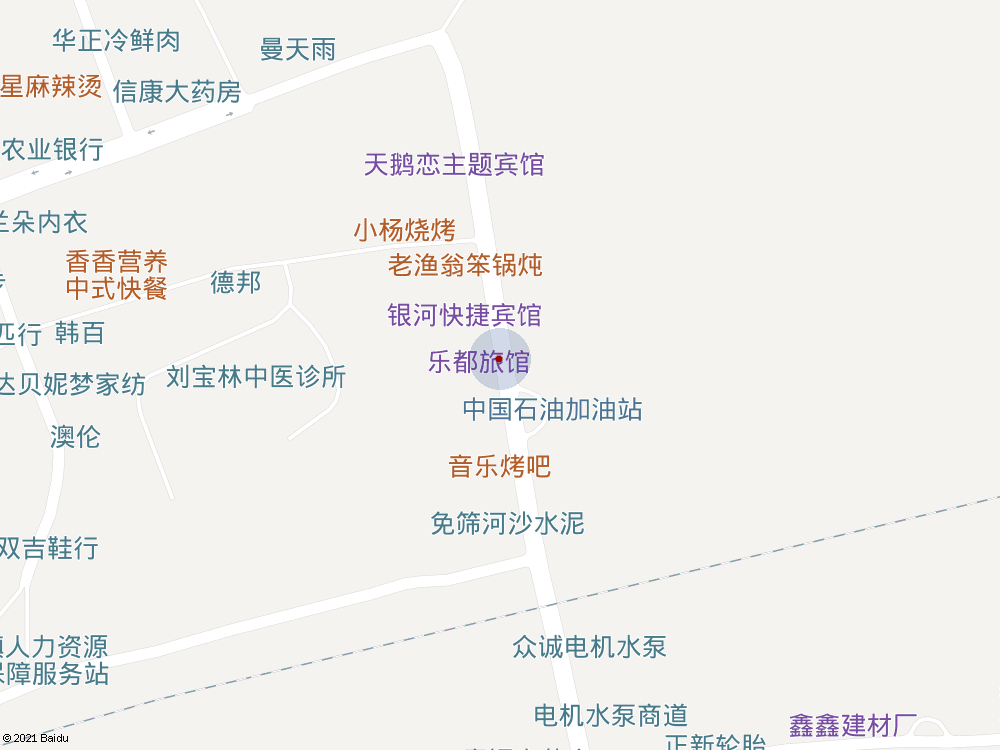 华正冷鲜肉
曼天雨
星麻辣烫
信康大药房
农业银行
天鹅恋主题宾馆
兰朵内衣
小杨烧烤
香香营养
中式快餐
老渔翁笨锅炖
德邦
银河快捷宾馆
匹行
韩百
乐都旅馆
刘宝林中医诊所
达贝妮梦家纺
中国石油加油站
澳伦
音乐烤吧
免筛河沙水泥
双吉鞋行
镇人力资源
保障服务站
众诚电机水泵
电机水泵商道
鑫鑫建材厂
正新轮胎
© 2021 Baidu